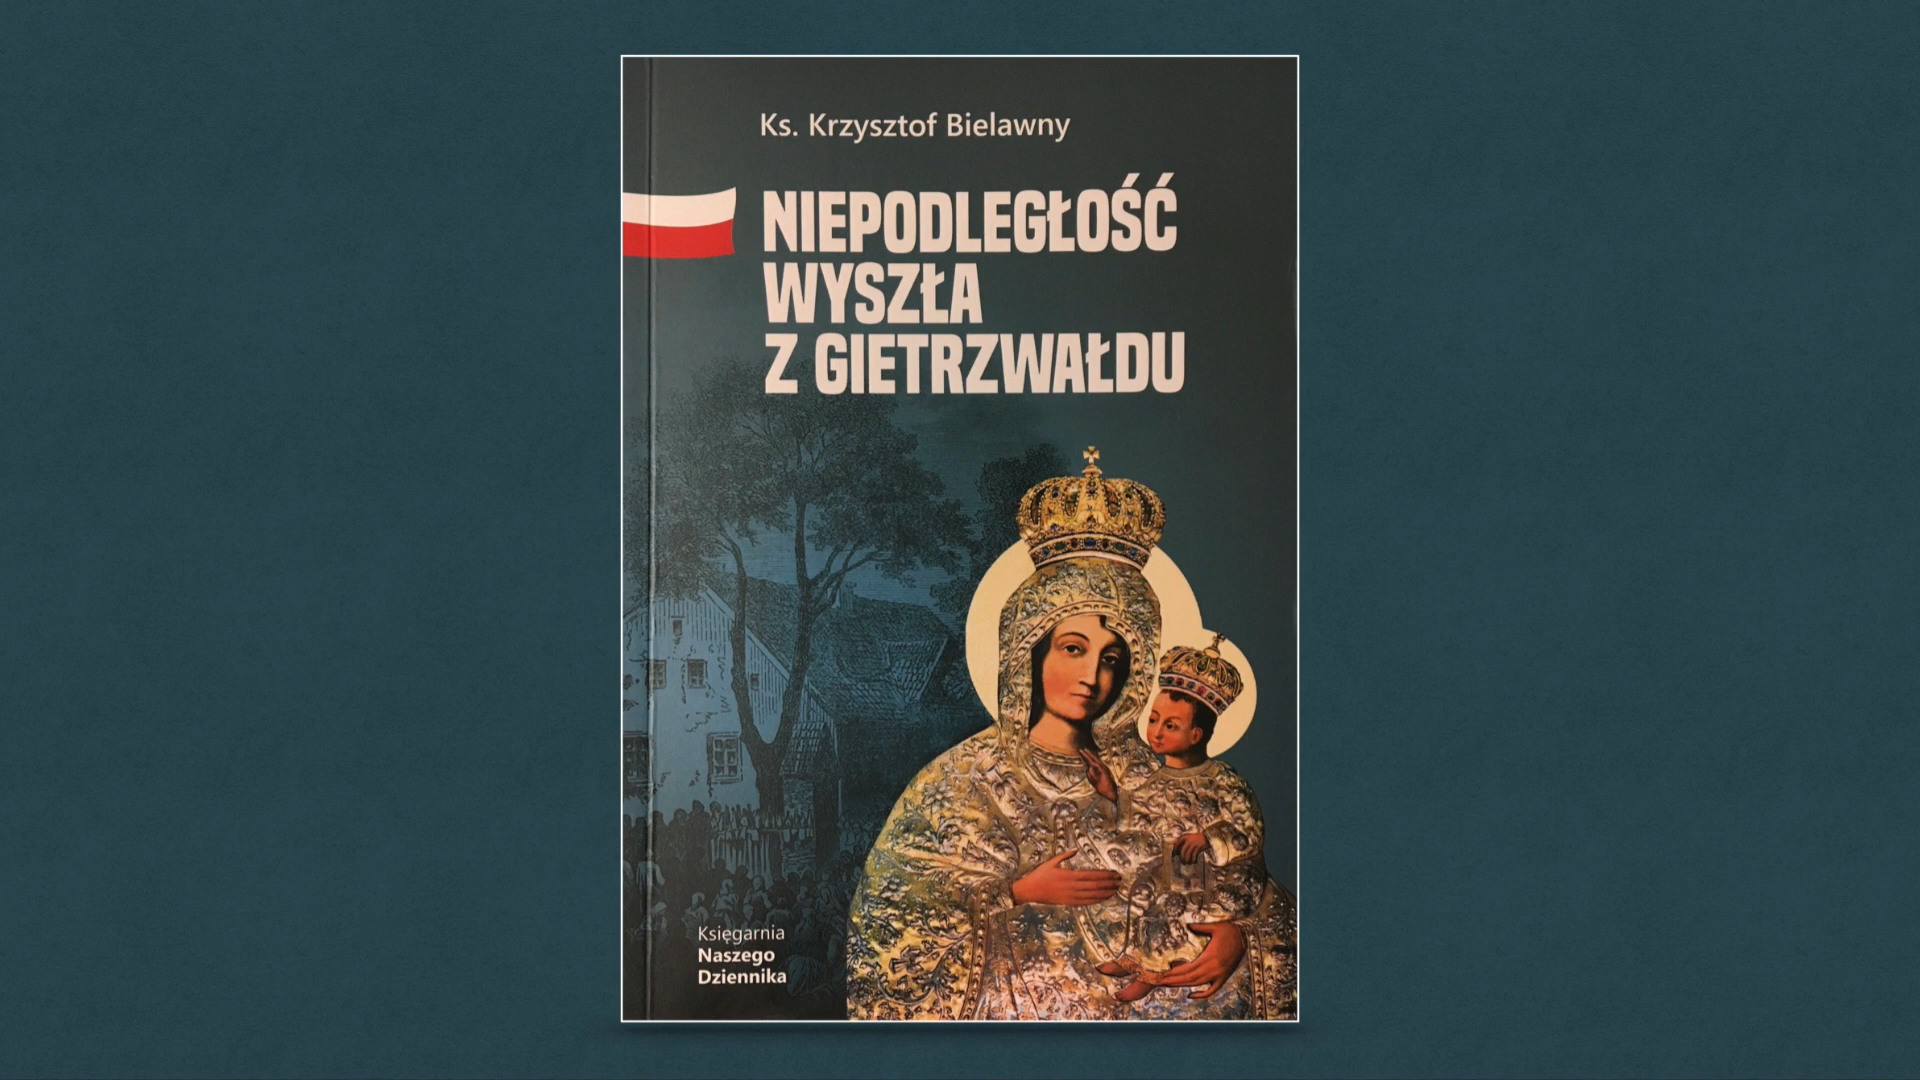 Ks. Krzysztof Bielawny
NIEPODLEGŁOŚĆ
WYSZŁA
Z GIETRZWAŁDU
Księgarnia
Naszego
Dziennika